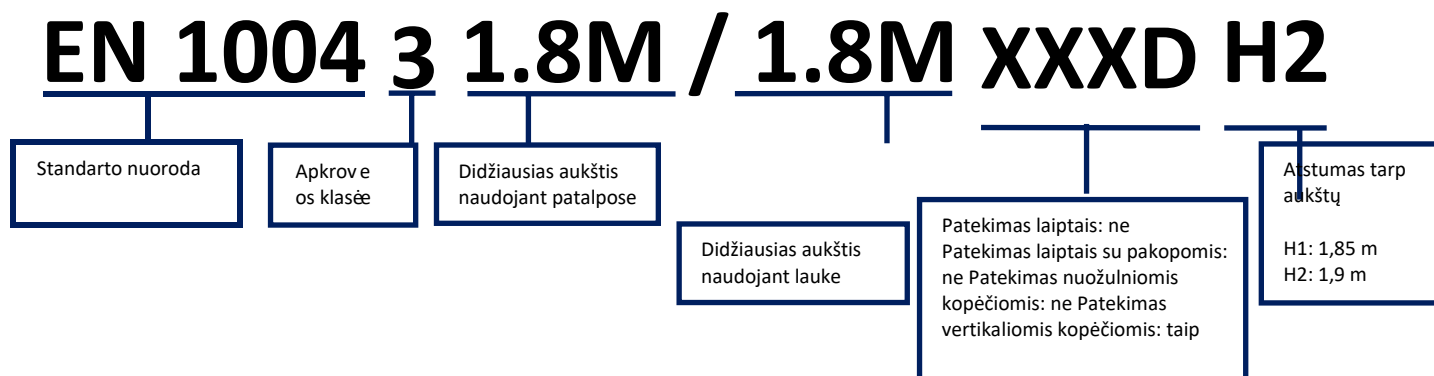 EN 1004 3 1.8M / 1.8M XXXD H2
Standarto nuoroda
Apkrov e
os klasėe
Didžiausias aukštis
naudojant patalpose
Didžiausias aukštis
naudojant lauke
Patekimas laiptais: ne
Patekimas laiptais su pakopomis:
ne Patekimas nuožulniomis
kopėčiomis: ne Patekimas
vertikaliomis kopėčiomis: taip
Atstumas tarp
aukštų
H1: 1,85 m
H2: 1,9 m